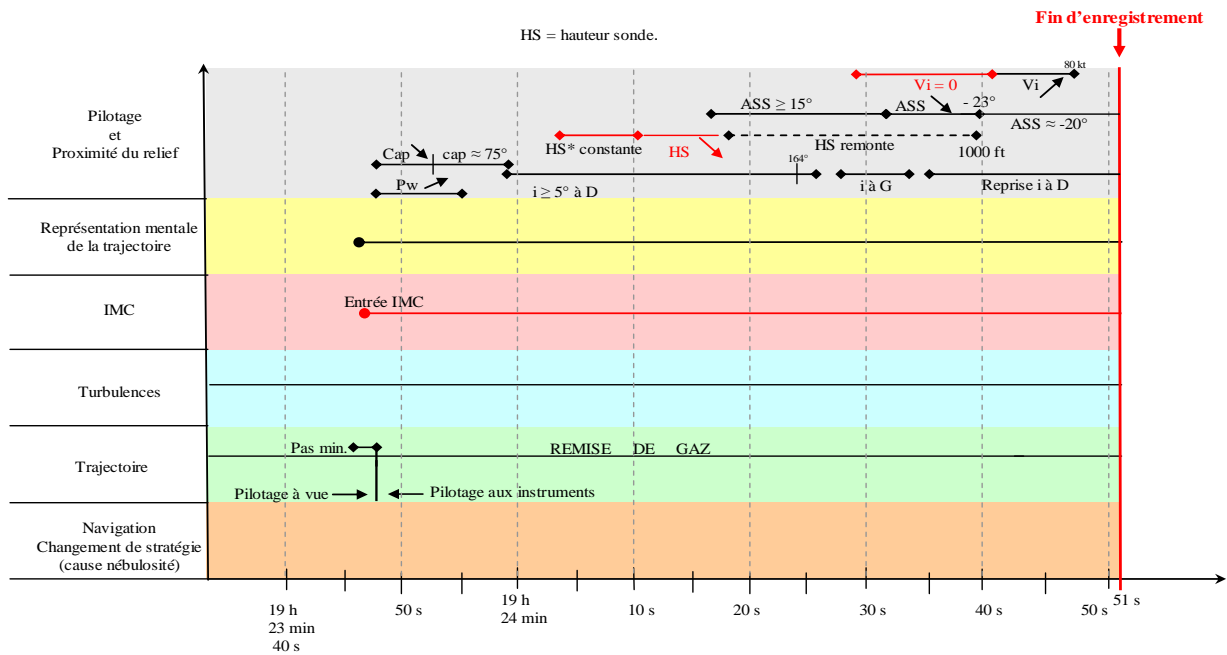 Fin d'enregistrement
HS = hauteur sonde.
80 kt
Vi = 0
Vi
Pilotage
et
Proximité du relief
ASS ≥ 15°
ASS
- 23°
ASS ≈ -20°
HS* constante
HS
HS remonte
1000 ft
Cap
cap ≈ 75°
164°
Pw
i ≥ 5° à D
i à G
Reprise i à D
Représentation mentale
de la trajectoire
IMC
Entrée IMC
Turbulences
Trajectoire
Pas min.
REMISE DE GAZ
Pilotage à vue
Pilotage aux instruments
Navigation
Changement de stratégie
(cause nébulosité)
19 h
23 min
40 s
50 s
19 h
24 min
10 s
20 s
30 s
40 s
50 s
51 s